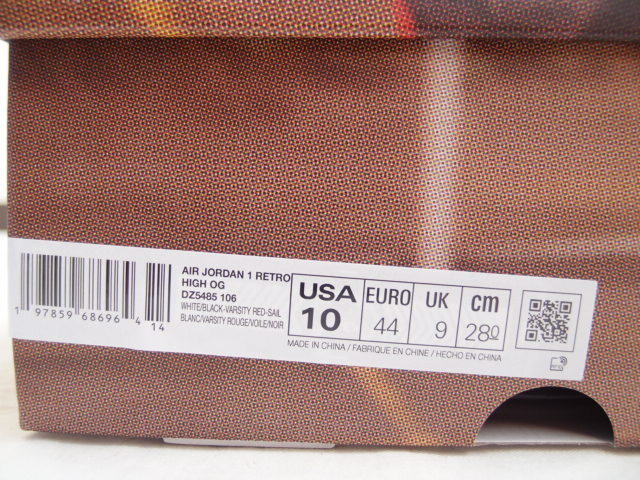 AIR JORDAN 1 RETRO
HIGH OG
DZ5485 106
WHITE/BLACK-VARSITY RED-SAIL
BLANC/VARSITY ROUGE/VOILE/NOIR
1 97859 68696 4 14
USA
10
EURO
44
UK
9
cm
28.0
MADE IN CHINA / FABRIQUE EN CHINE / HECHO EN CHINA